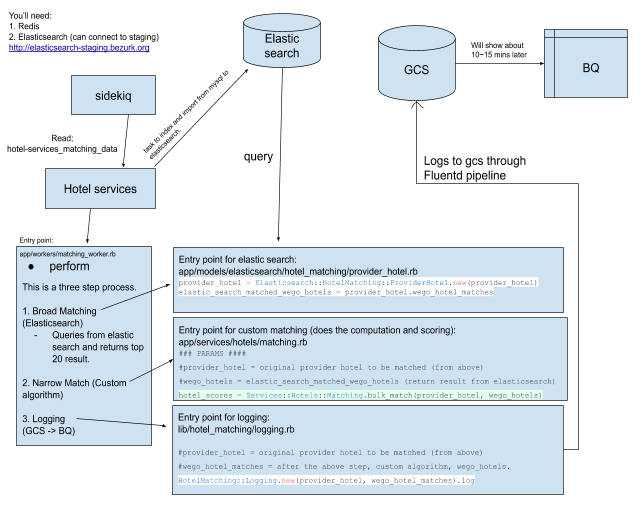 You'll need:
1. Redis
2. Elasticsearch (can connect to staging)
http://elasticsearch-staging.bezurk.org
Elastic
search
GCS
Will show about
10~15 mins later
BQ
sidekiq
Read:
hotel-services_matching_data
task to index and import from mysql to
elasticsearch.
query
Logs to gcs through
Fluentd pipeline
Hotel services
Entry point:
app/workers/matching_worker.rb
● perform
This is a three step process.
1. Broad Matching
(Elasticsearch)
- Queries from elastic
search and returns top
20 result.
2. Narrow Match (Custom
algorithm)
3. Logging
(GCS -> BQ)
Entry point for elastic search:
app/models/elasticsearch/hotel_matching/provider_hotel.rb
provider_hotel = Elasticsearch::HotelMatching::ProviderHotel.new(provider_hotel)
elastic_search_matched_wego_hotels = provider_hotel.wego_hotel_matches
Entry point for custom matching (does the computation and scoring):
app/services/hotels/matching.rb
### PARAMS ####
#provider_hotel = original provider hotel to be matched (from above)
#wego_hotels = elastic_search_matched_wego_hotels (return result from elasticsearch)
hotel_scores = Services::Hotels::Matching.bulk_match(provider_hotel, wego_hotels)
Entry point for logging:
lib/hotel_matching/logging.rb
#provider_hotel = original provider hotel to be matched (from above)
#wego_hotel_matches = after the above step, custom algorithm, wego_hotels.
HotelMatching::Logging.new(provider_hotel, wego_hotel_matches).log